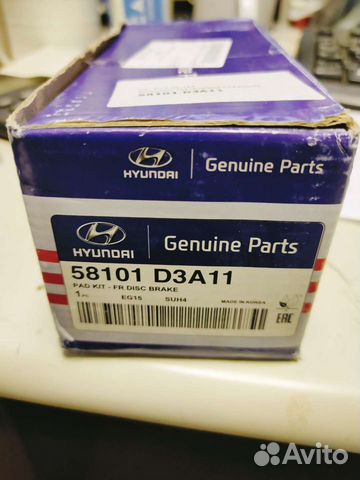 58101 D3A11
HYUNDAI Genuine Parts
HYUNDAI Genuine Parts
58101 D3A11
PAD KIT - FR DISC BRAKE
1 PC EG15 SUH4 MADE IN KOREA
EAC
Avito